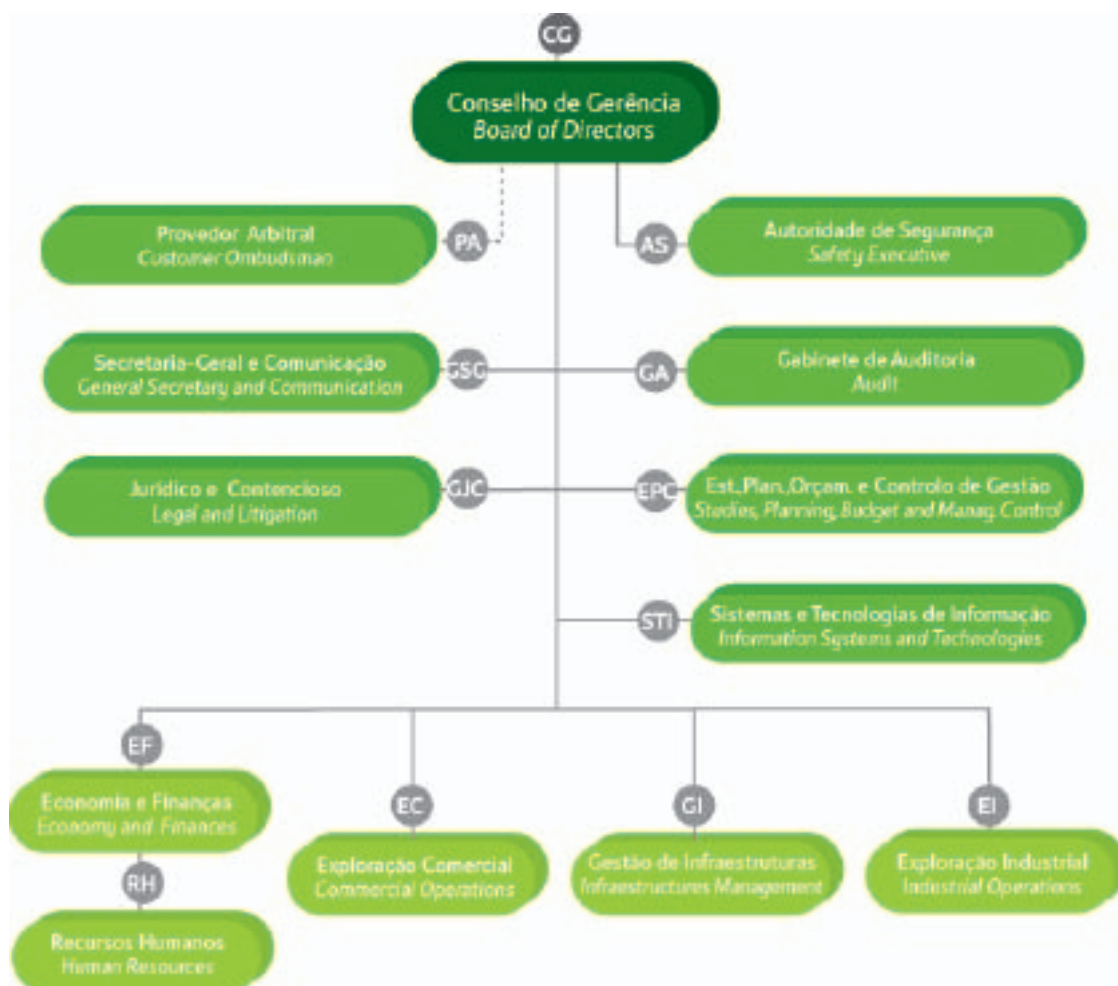 CG
Conselho de Gerência
Board of Directors
Provedor Arbitral
Customer Ombudsman
PA
AS
Autoridade de Segurança
Safety Executive
Secretaria-Geral e Comunicação
General Secretary and Communication
GSG
GA
Gabinete de Auditoria
Audit
Jurídico e Contencioso
Legal and Litigation
GJC
EPC
Est.,Plan.,Orçam. e Controlo de Gestão
Studies, Planning, Budget and Manag. Control
STI
Sistemas e Tecnologias de Informação
Information Systems and Technologies
EF
Economia e Finanças
Economy and Finances
RH
Recursos Humanos
Human Resources
EC
Exploração Comercial
Commercial Operations
GI
Gestão de Infraestruturas
Infraestructures Management
EI
Exploração Industrial
Industrial Operations